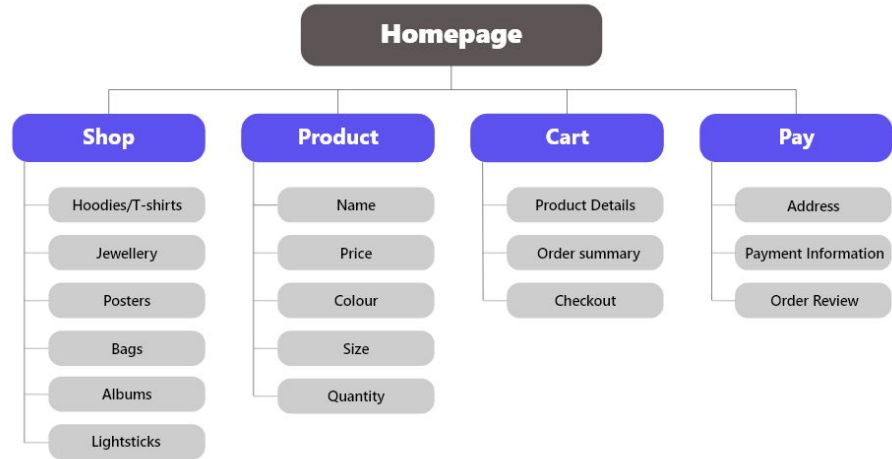 Homepage
Shop
Hoodies/T-shirts
Jewellery
Posters
Bags
Albums
Lightsticks
Product
Name
Price
Colour
Size
Quantity
Cart
Product Details
Order summary
Checkout
Pay
Address
Payment Information
Order Review